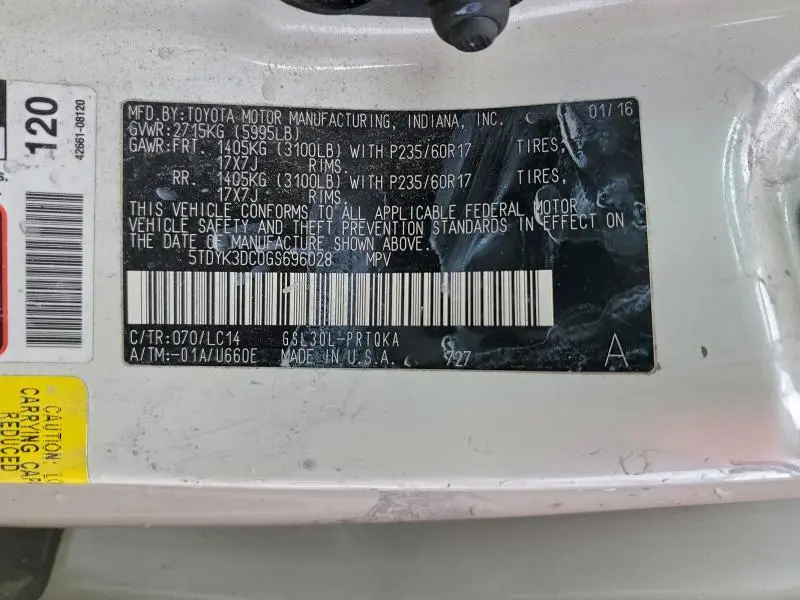 MFD. BY: TOYOTA MOTOR MANUFACTURING, INDIANA, INC. 01/16
GVWR: 2715KG (5995LB)
GAWR: FRT. 1405KG (3100LB) WITH P235/60R17 TIRES,
17X7J RIMS.
RR. 1405KG (3100LB) WITH P235/60R17 TIRES,
17X7J RIMS.
THIS VEHICLE CONFORMS TO ALL APPLICABLE FEDERAL MOTOR
VEHICLE SAFETY AND THEFT PREVENTION STANDARDS IN EFFECT ON
THE DATE OF MANUFACTURE SHOWN ABOVE.
5TDYK3DC0GS696028 MPV
C/TR: 070/LC14 GSL30L-PRTQKA
A/TM: -01A/U660E MADE IN U.S.A. 727 A
120
42661-08120
S.
CAUTION:
CARRYING
REDUCED